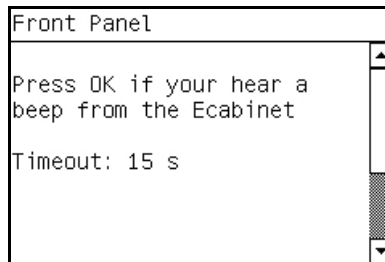 Front Panel
Press OK if your hear a
beep from the Ecabinet
Timeout: 15 s